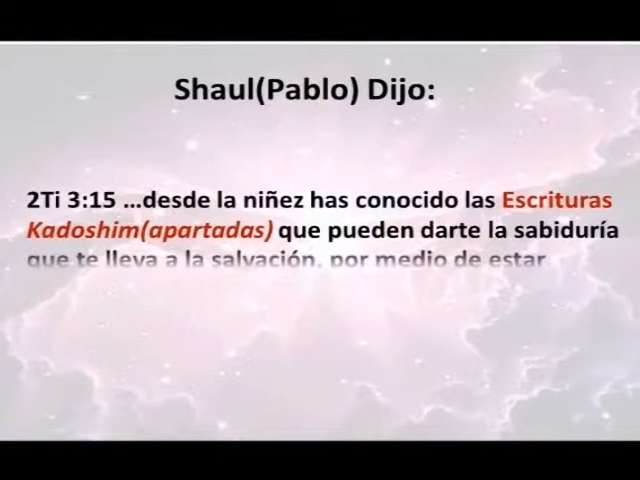 Shaul(Pablo) Dijo:
2Ti 3:15 ...desde la niñez has conocido las Escrituras
Kadoshim(apartadas) que pueden darte la sabiduría
que te lleva a la salvación, por medio de estar